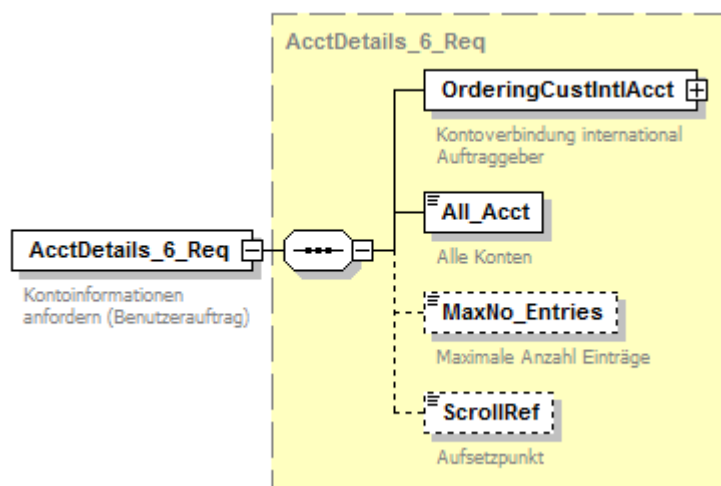 AcctDetails_6_Req
OrderingCustIntlAcct
Kontoverbindung international
Auftraggeber
All_Acct
Alle Konten
AcctDetails_6_Req
Kontoinformationen
anfordern (Benutzerauftrag)
MaxNo_Entries
Maximale Anzahl Einträge
ScrollRef
Aufsetzpunkt